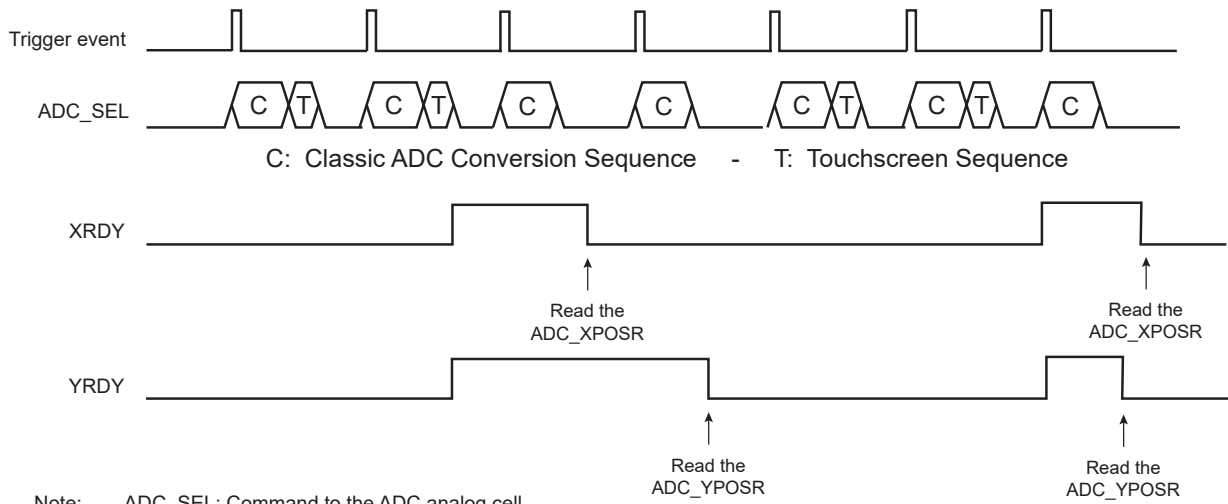 Trigger event
ADC_SEL
C T C T C C C T C T C
C: Classic ADC Conversion Sequence - T: Touchscreen Sequence
XRDY
Read the
ADC_XPOSR
Read the
ADC_XPOSR
YRDY
Read the
ADC_YPOSR
Read the
ADC_YPOSR
Note: ADC_SEL: Command to the ADC analog cell